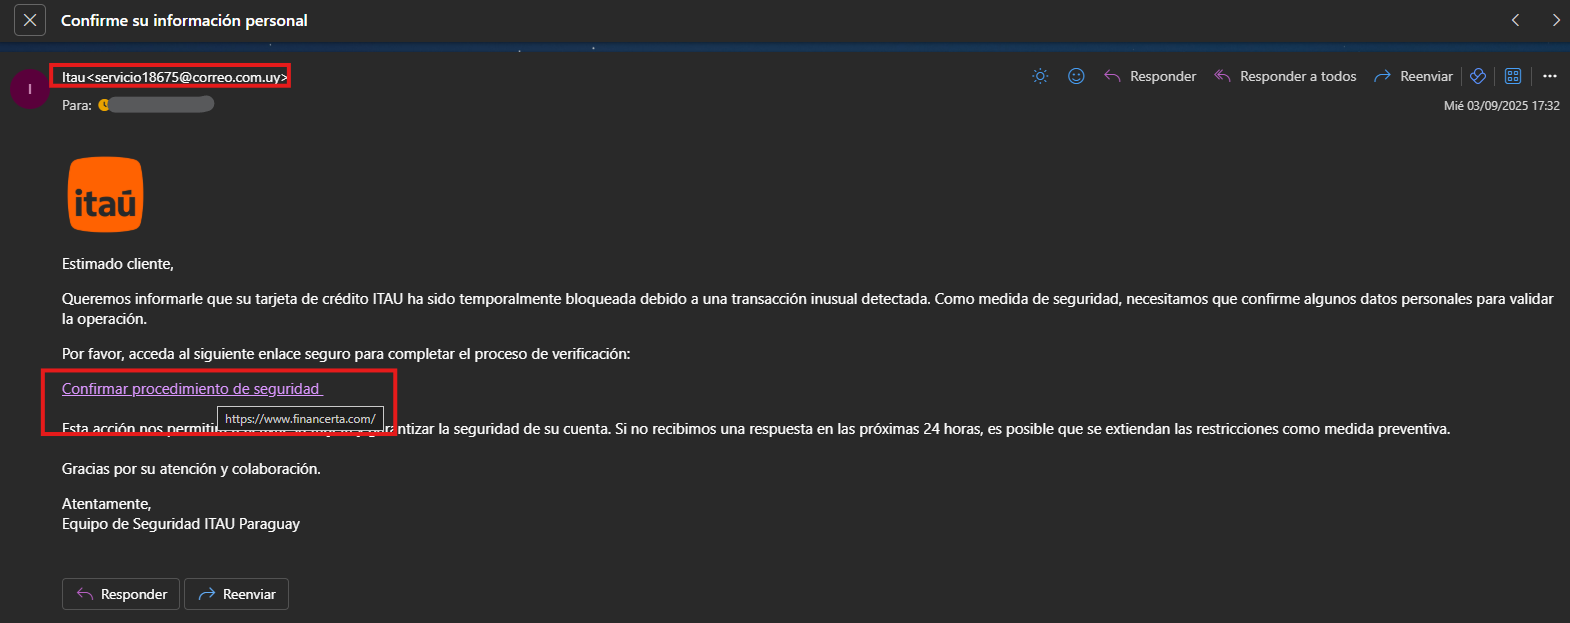 Confirme su información personal
I
Itau<servicio18675@correo.com.uy>
Responder
Responder a todos
Reenviar
Para:
Mié 03/09/2025 17:32
itaú
Estimado cliente,
Queremos informarle que su tarjeta de crédito ITAU ha sido temporalmente bloqueada debido a una transacción inusual detectada. Como medida de seguridad, necesitamos que confirme algunos datos personales para validar
la operación.
Por favor, acceda al siguiente enlace seguro para completar el proceso de verificación:
Confirmar procedimiento de seguridad
https://www.financerta.com/
Esta acción nos permitirá garantizar la seguridad de su cuenta. Si no recibimos una respuesta en las próximas 24 horas, es posible que se extiendan las restricciones como medida preventiva.
Gracias por su atención y colaboración.
Atentamente,
Equipo de Seguridad ITAU Paraguay
Responder
Reenviar